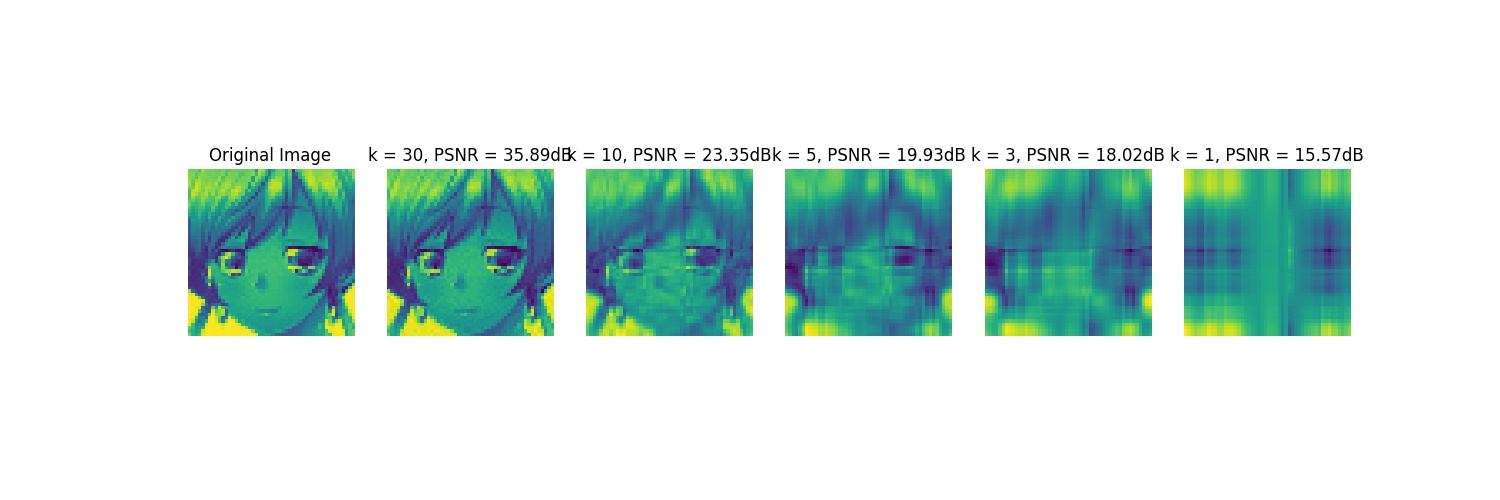 Original Image
k = 30, PSNR = 35.89dB
k = 10, PSNR = 23.35dB
k = 5, PSNR = 19.93dB
k = 3, PSNR = 18.02dB
k = 1, PSNR = 15.57dB